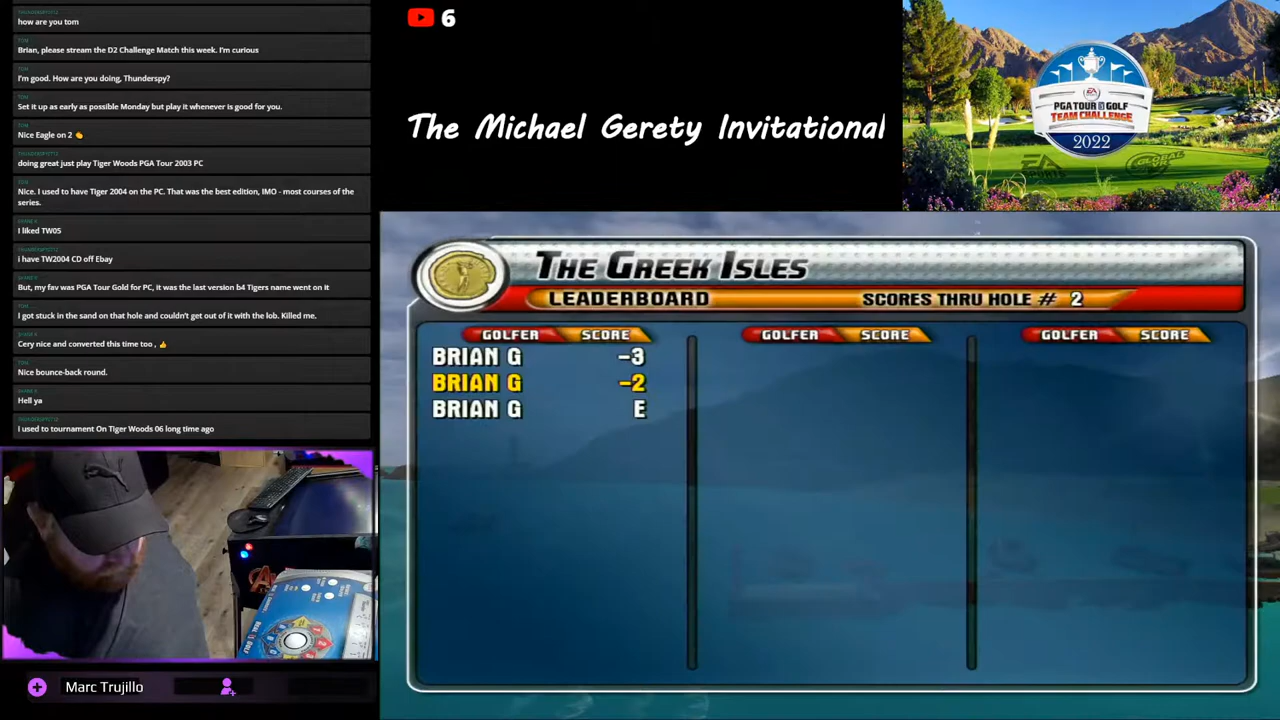 how are you tom
TOM
Brian, please stream the D2 Challenge Match this week. I'm curious
TOM
I'm good. How are you doing, Thunderspy?
TOM
Set it up as early as possible Monday but play it whenever is good for you.
TOM
Nice Eagle on 2 👏
doing great just play Tiger Woods PGA Tour 2003 PC
TOM
Nice. I used to have Tiger 2004 on the PC. That was the best edition, IMO - most courses of the
series.
I liked TW05
i have TW2004 CD off Ebay
But, my fav was PGA Tour Gold for PC, it was the last version b4 Tigers name went on it
TOM
I got stuck in the sand on that hole and couldn't get out of it with the lob. Killed me.
Cery nice and converted this time too , 👍
TOM
Nice bounce-back round.
Hell ya
I used to tournament On Tiger Woods 06 long time ago
6
The Michael Gerety Invitational
EA
PGA TOUR GOLF
TEAM CHALLENGE
2022
THE GREEK ISLES
LEADERBOARD SCORES THRU HOLE # 2
GOLFER SCORE GOLFER SCORE GOLFER SCORE
BRIAN G -3
BRIAN G -2
BRIAN G E
Marc Trujillo